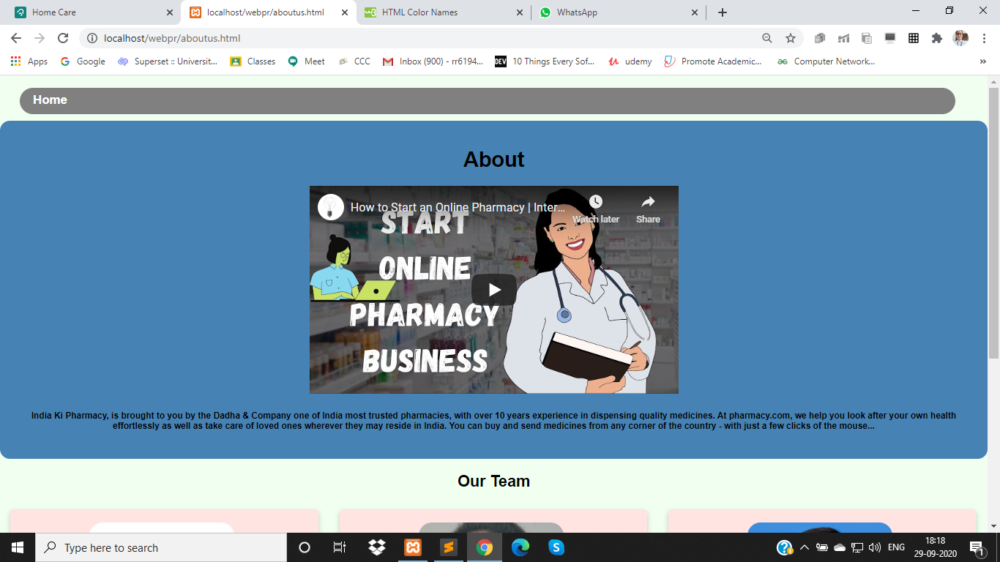 Home Care
localhost/webpr/aboutus.html
HTML Color Names
WhatsApp
localhost/webpr/aboutus.html
Apps
Google
Superset :: Universit...
Classes
Meet
CCC
Inbox (900) - rr6194...
DEV
10 Things Every Sof...
udemy
Promote Academic...
Computer Network...
»
Home
About
How to Start an Online Pharmacy | Inter...
Watch later
Share
START
ONLINE
PHARMACY
BUSINESS
India Ki Pharmacy, is brought to you by the Dadha & Company one of India most trusted pharmacies, with over 10 years experience in dispensing quality medicines. At pharmacy.com, we help you look after your own health
effortlessly as well as take care of loved ones wherever they may reside in India. You can buy and send medicines from any corner of the country - with just a few clicks of the mouse...
Our Team
Type here to search
ENG
18:18
29-09-2020
1